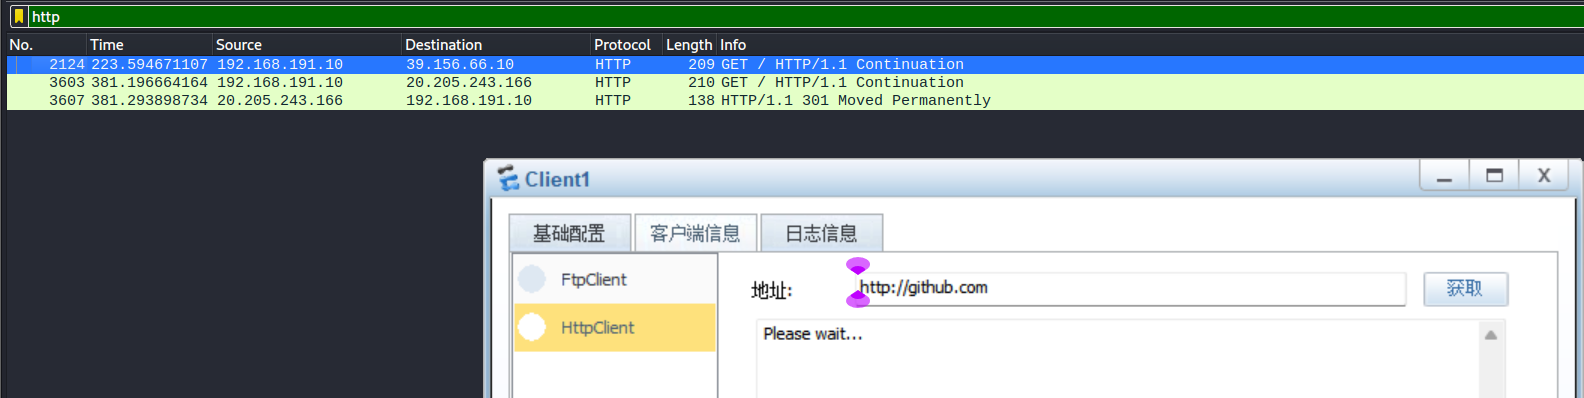 http
No. Time Source Destination Protocol Length Info
2124 223.594671107 192.168.191.10 39.156.66.10 HTTP 209 GET / HTTP/1.1 Continuation
3603 381.196664164 192.168.191.10 20.205.243.166 HTTP 210 GET / HTTP/1.1 Continuation
3607 381.293898734 20.205.243.166 192.168.191.10 HTTP 138 HTTP/1.1 301 Moved Permanently
Client1
基础配置 客户端信息 日志信息
FtpClient
地址: http://github.com 获取
HttpClient
Please wait...